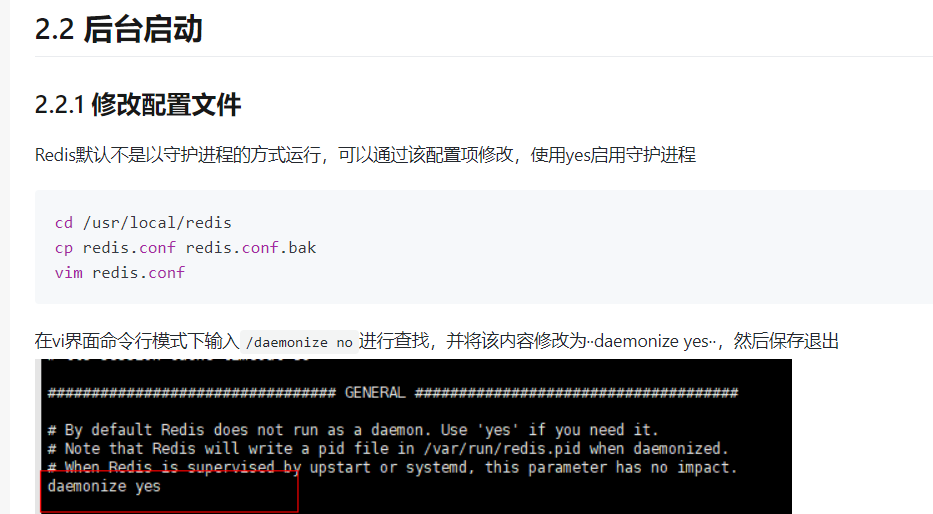 2.2 后台启动
2.2.1 修改配置文件
Redis默认不是以守护进程的方式运行，可以通过该配置项修改，使用yes启用守护进程
cd /usr/local/redis
cp redis.conf redis.conf.bak
vim redis.conf
在vi界面命令行模式下输入 /daemonize no 进行查找，并将该内容修改为··daemonize yes··，然后保存退出
################################# GENERAL #####################################
# By default Redis does not run as a daemon. Use 'yes' if you need it.
# Note that Redis will write a pid file in /var/run/redis.pid when daemonized.
# When Redis is supervised by upstart or systemd, this parameter has no impact.
daemonize yes